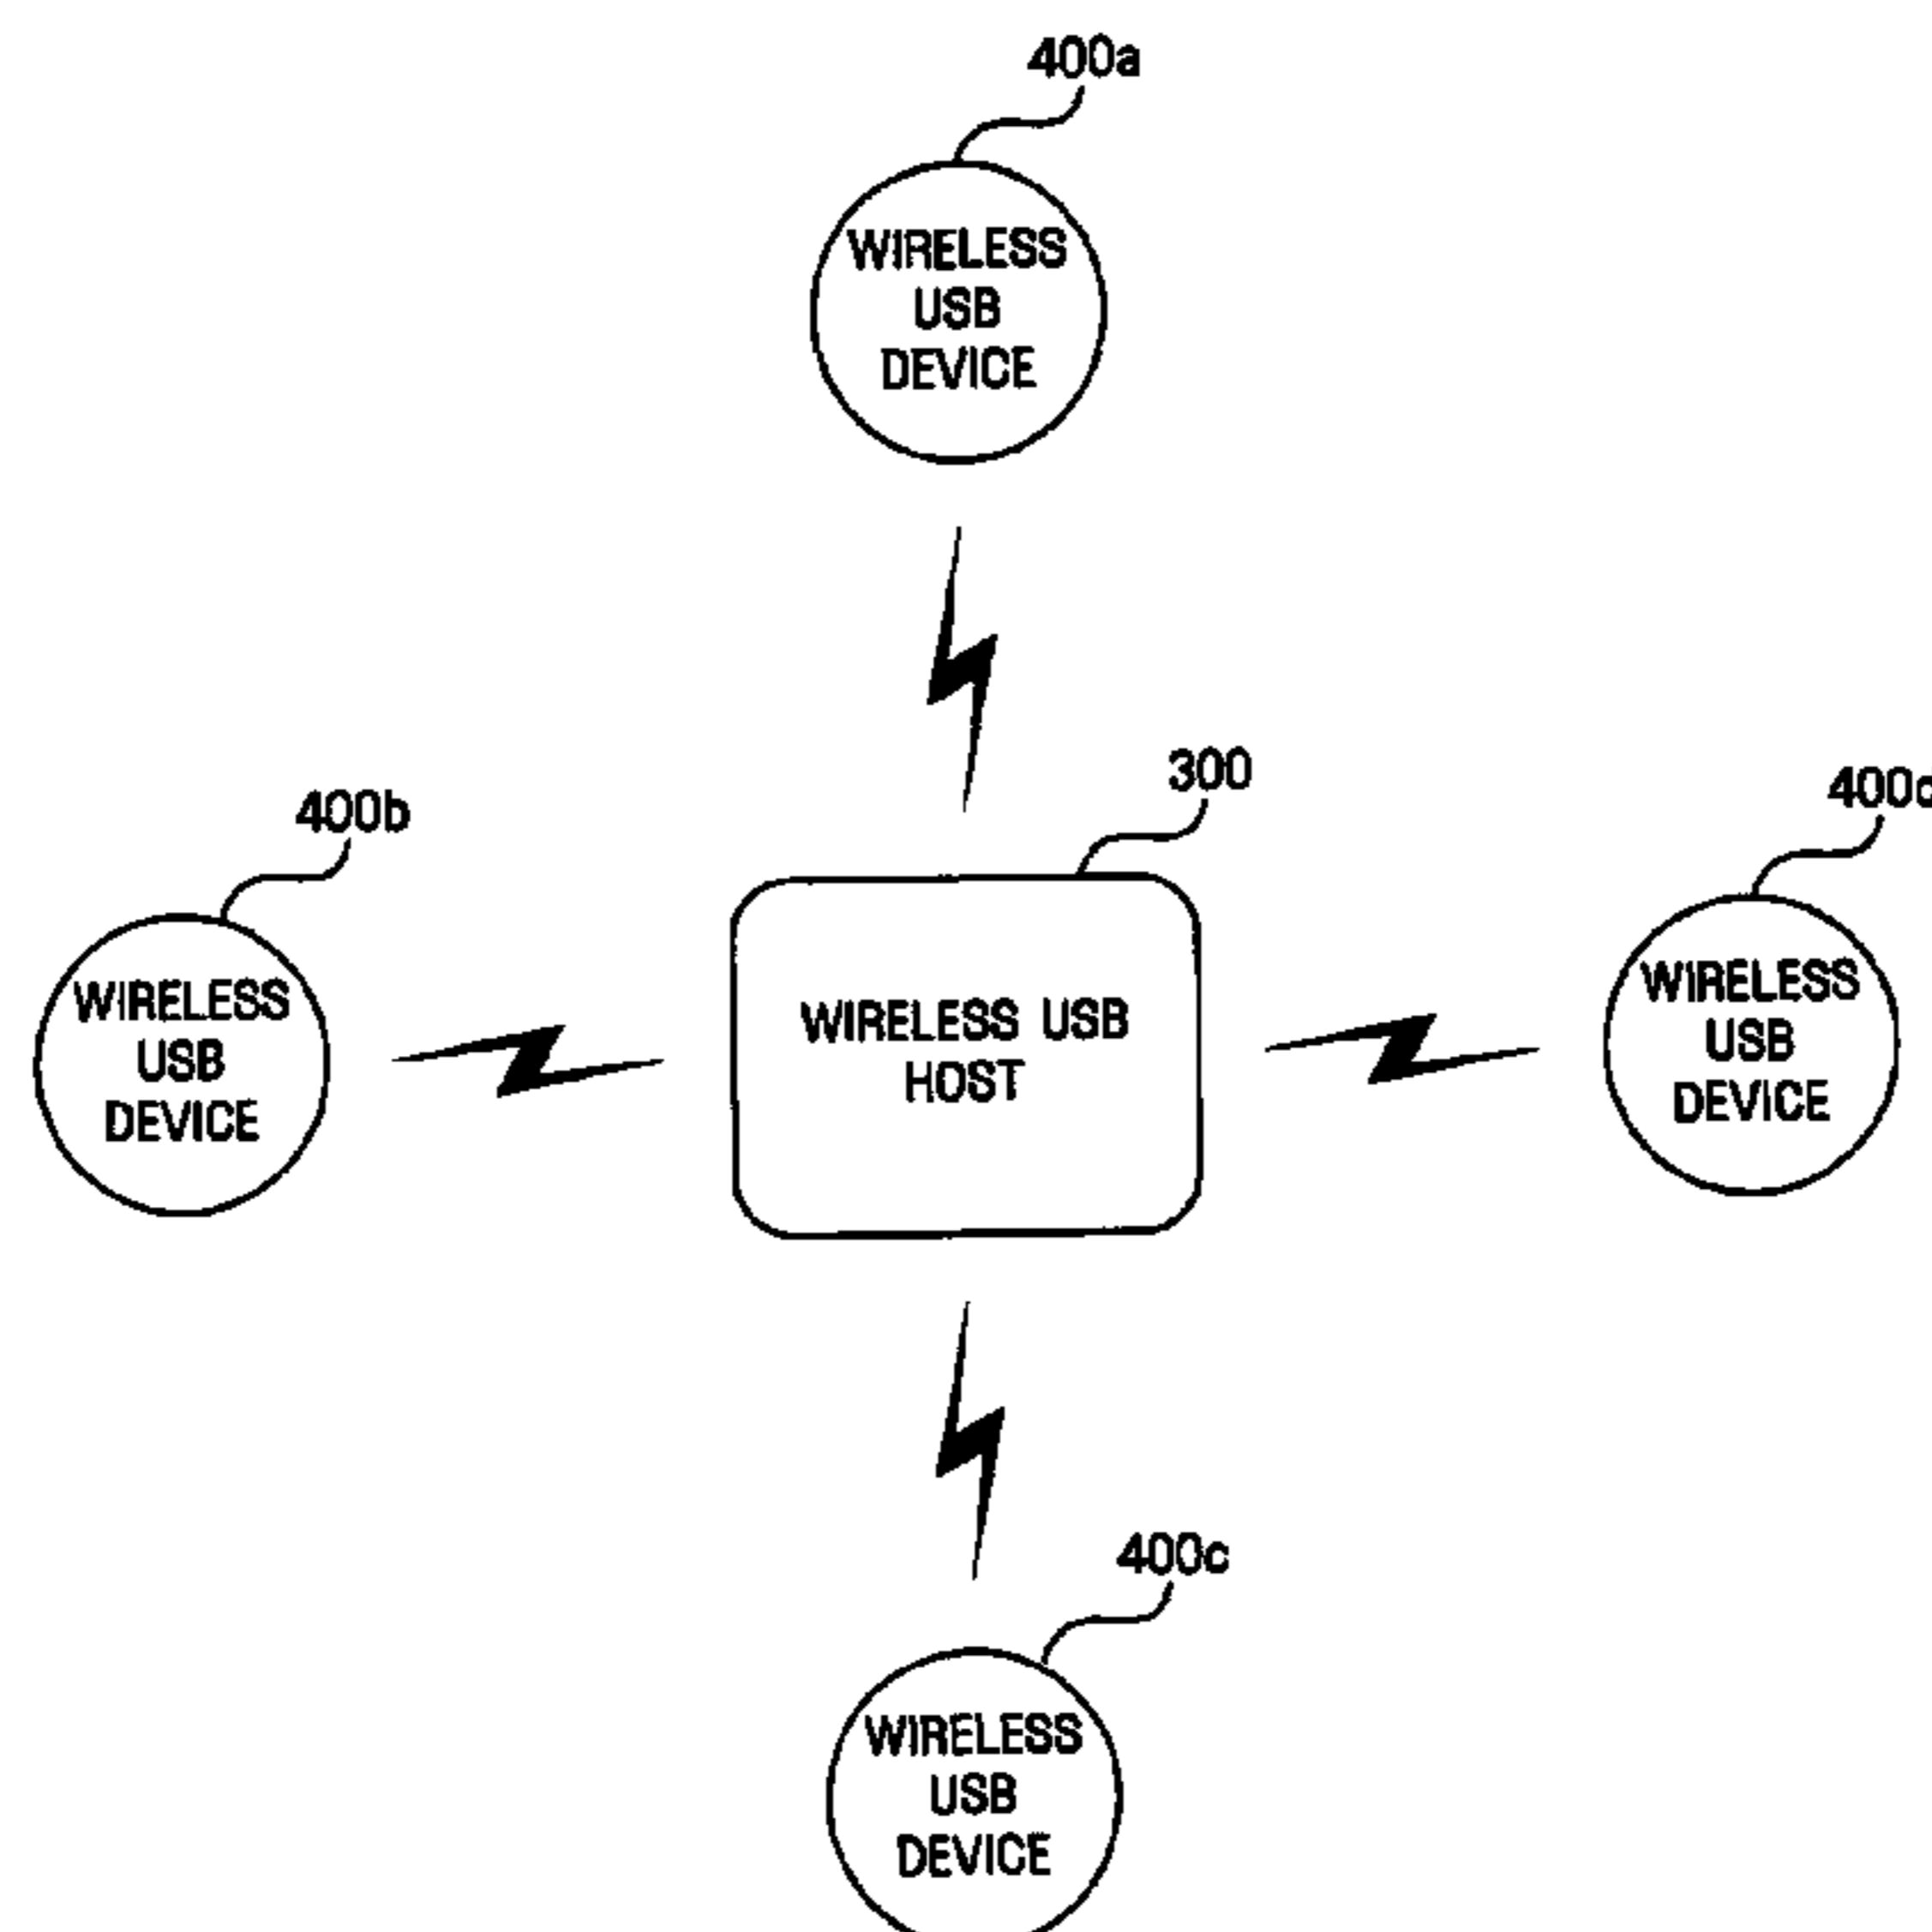 400a
WIRELESS
USB
DEVICE
300
400b
WIRELESS
USB
DEVICE
WIRELESS USB
HOST
WIRELESS
USB
DEVICE
400c
WIRELESS
USB
DEVICE